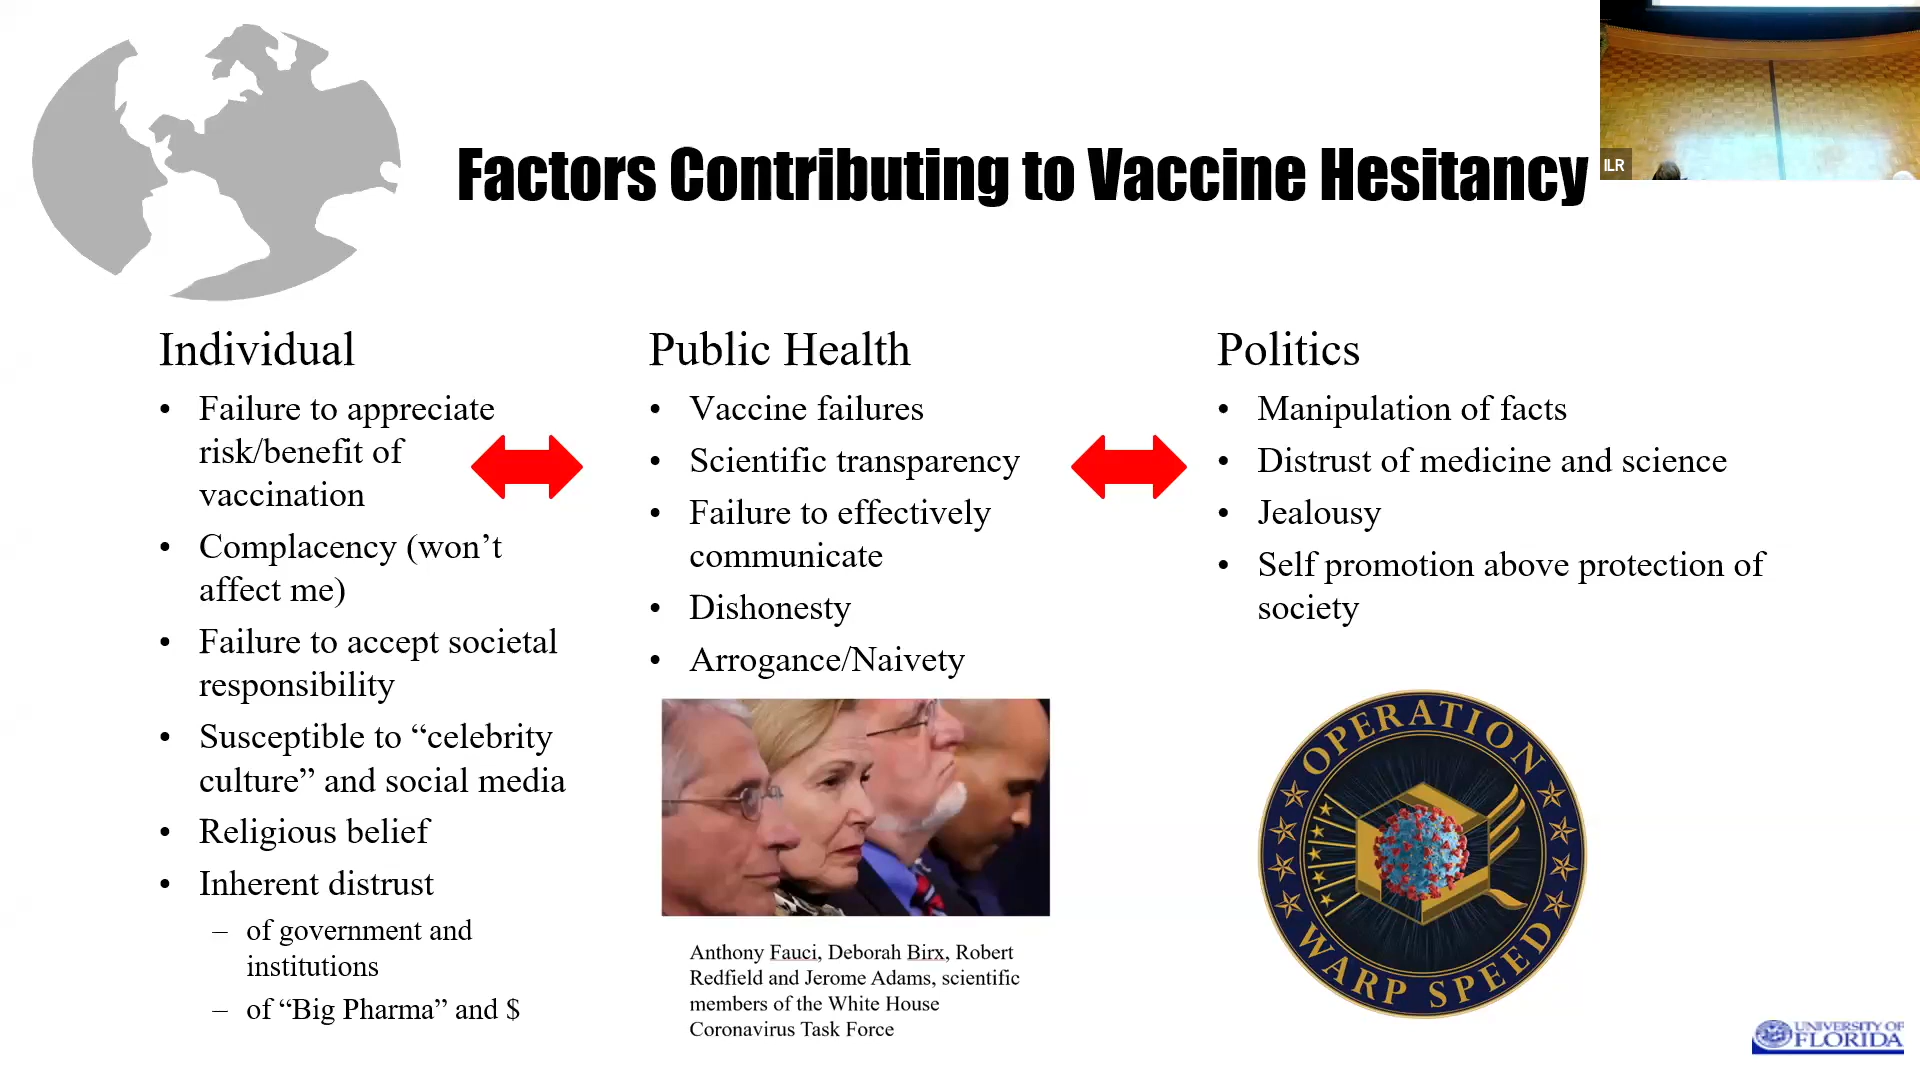 Factors Contributing to Vaccine Hesitancy
ILR
Individual
• Failure to appreciate
risk/benefit of
vaccination
• Complacency (won’t
affect me)
• Failure to accept societal
responsibility
• Susceptible to “celebrity
culture” and social media
• Religious belief
• Inherent distrust
– of government and
institutions
– of “Big Pharma” and $
Public Health
• Vaccine failures
• Scientific transparency
• Failure to effectively
communicate
• Dishonesty
• Arrogance/Naivety
Anthony Fauci, Deborah Birx, Robert
Redfield and Jerome Adams, scientific
members of the White House
Coronavirus Task Force
Politics
• Manipulation of facts
• Distrust of medicine and science
• Jealousy
• Self promotion above protection of
society
OPERATION
WARP SPEED
UNIVERSITY OF
FLORIDA